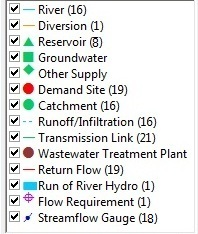 River (16)
Diversion (1)
Reservoir (8)
Groundwater
Other Supply
Demand Site (19)
Catchment (16)
Runoff/Infiltration (16)
Transmission Link (21)
Wastewater Treatment Plant
Return Flow (19)
Run of River Hydro (1)
Flow Requirement (1)
Streamflow Gauge (18)